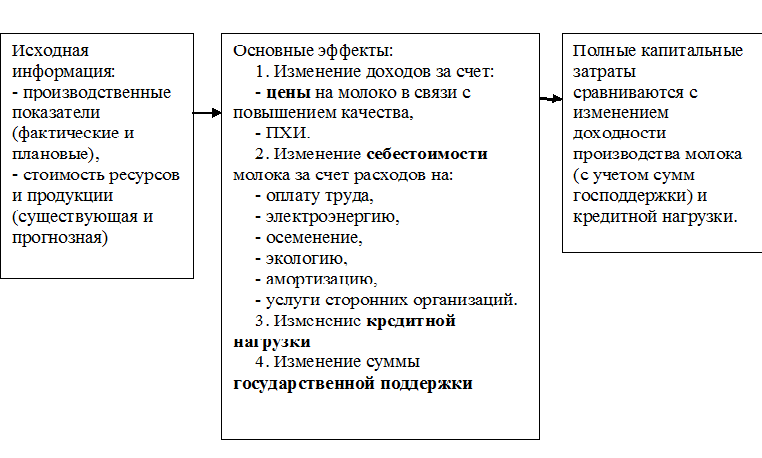 Исходная
информация:
- производственные
показатели
(фактические и
плановые),
- стоимость ресурсов
и продукции
(существующая и
прогнозная)
Основные эффекты:
1. Изменение доходов за счет:
- цены на молоко в связи с
повышением качества,
- ПХИ.
2. Изменение себестоимости
молока за счет расходов на:
- оплату труда,
- электроэнергию,
- осеменение,
- экологию,
- амортизацию,
- услуги сторонних организаций.
3. Изменение кредитной
нагрузки
4. Изменение суммы
государственной поддержки
Полные капитальные
затраты
сравниваются с
изменением
доходности
производства молока
(с учетом сумм
господдержки) и
кредитной нагрузки.